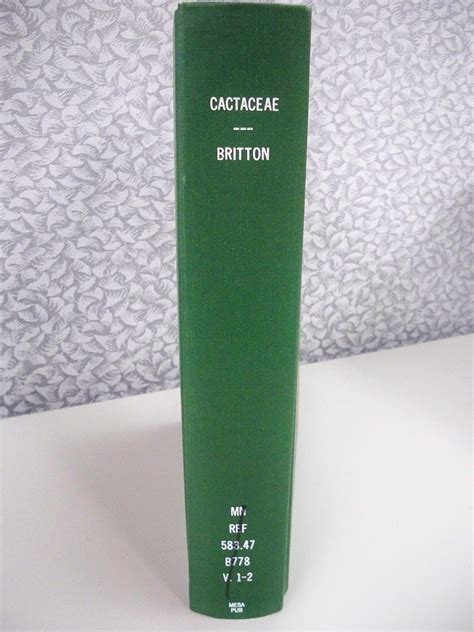 CACTACEAE
---
BRITTON
MN
REF
583.47
B778
V. 1-2
MESA
PUB